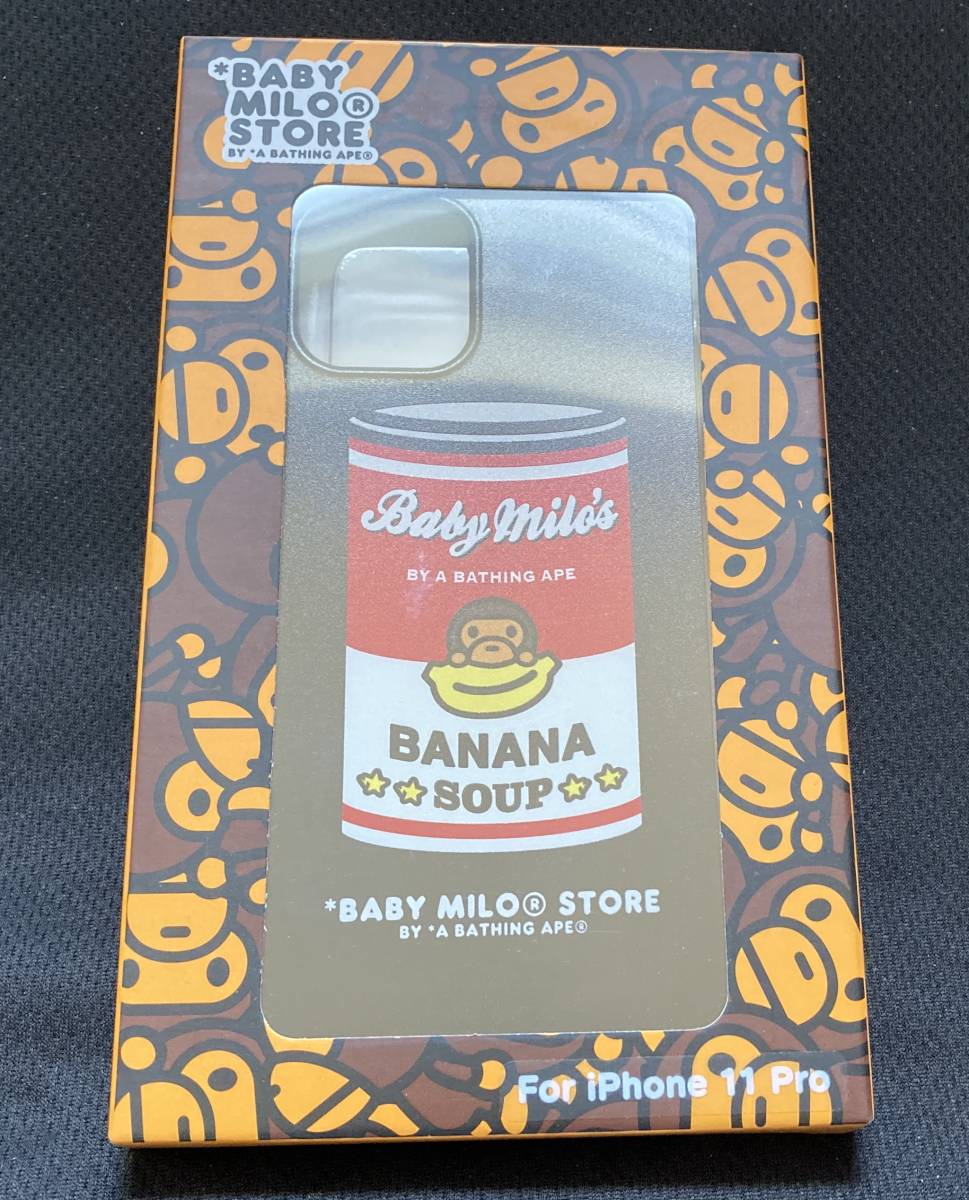 *BABY
MILO®
STORE
BY *A BATHING APE®
Baby Milo's
BY A BATHING APE
BANANA
SOUP
*BABY MILO® STORE
BY *A BATHING APE®
For iPhone 11 Pro